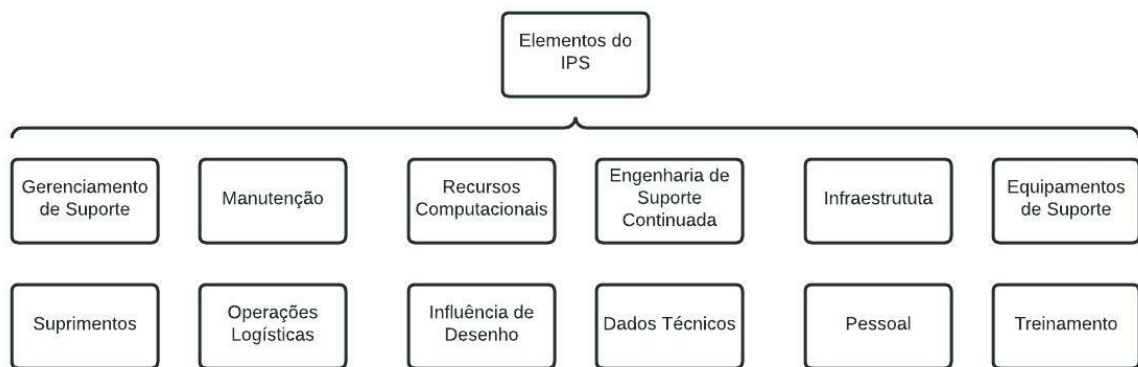 Elementos do
IPS
Gerenciamento
de Suporte
Manutenção
Recursos
Computacionais
Engenharia de
Suporte
Continuada
Infraestrututa
Equipamentos
de Suporte
Suprimentos
Operações
Logísticas
Influência de
Desenho
Dados Técnicos
Pessoal
Treinamento